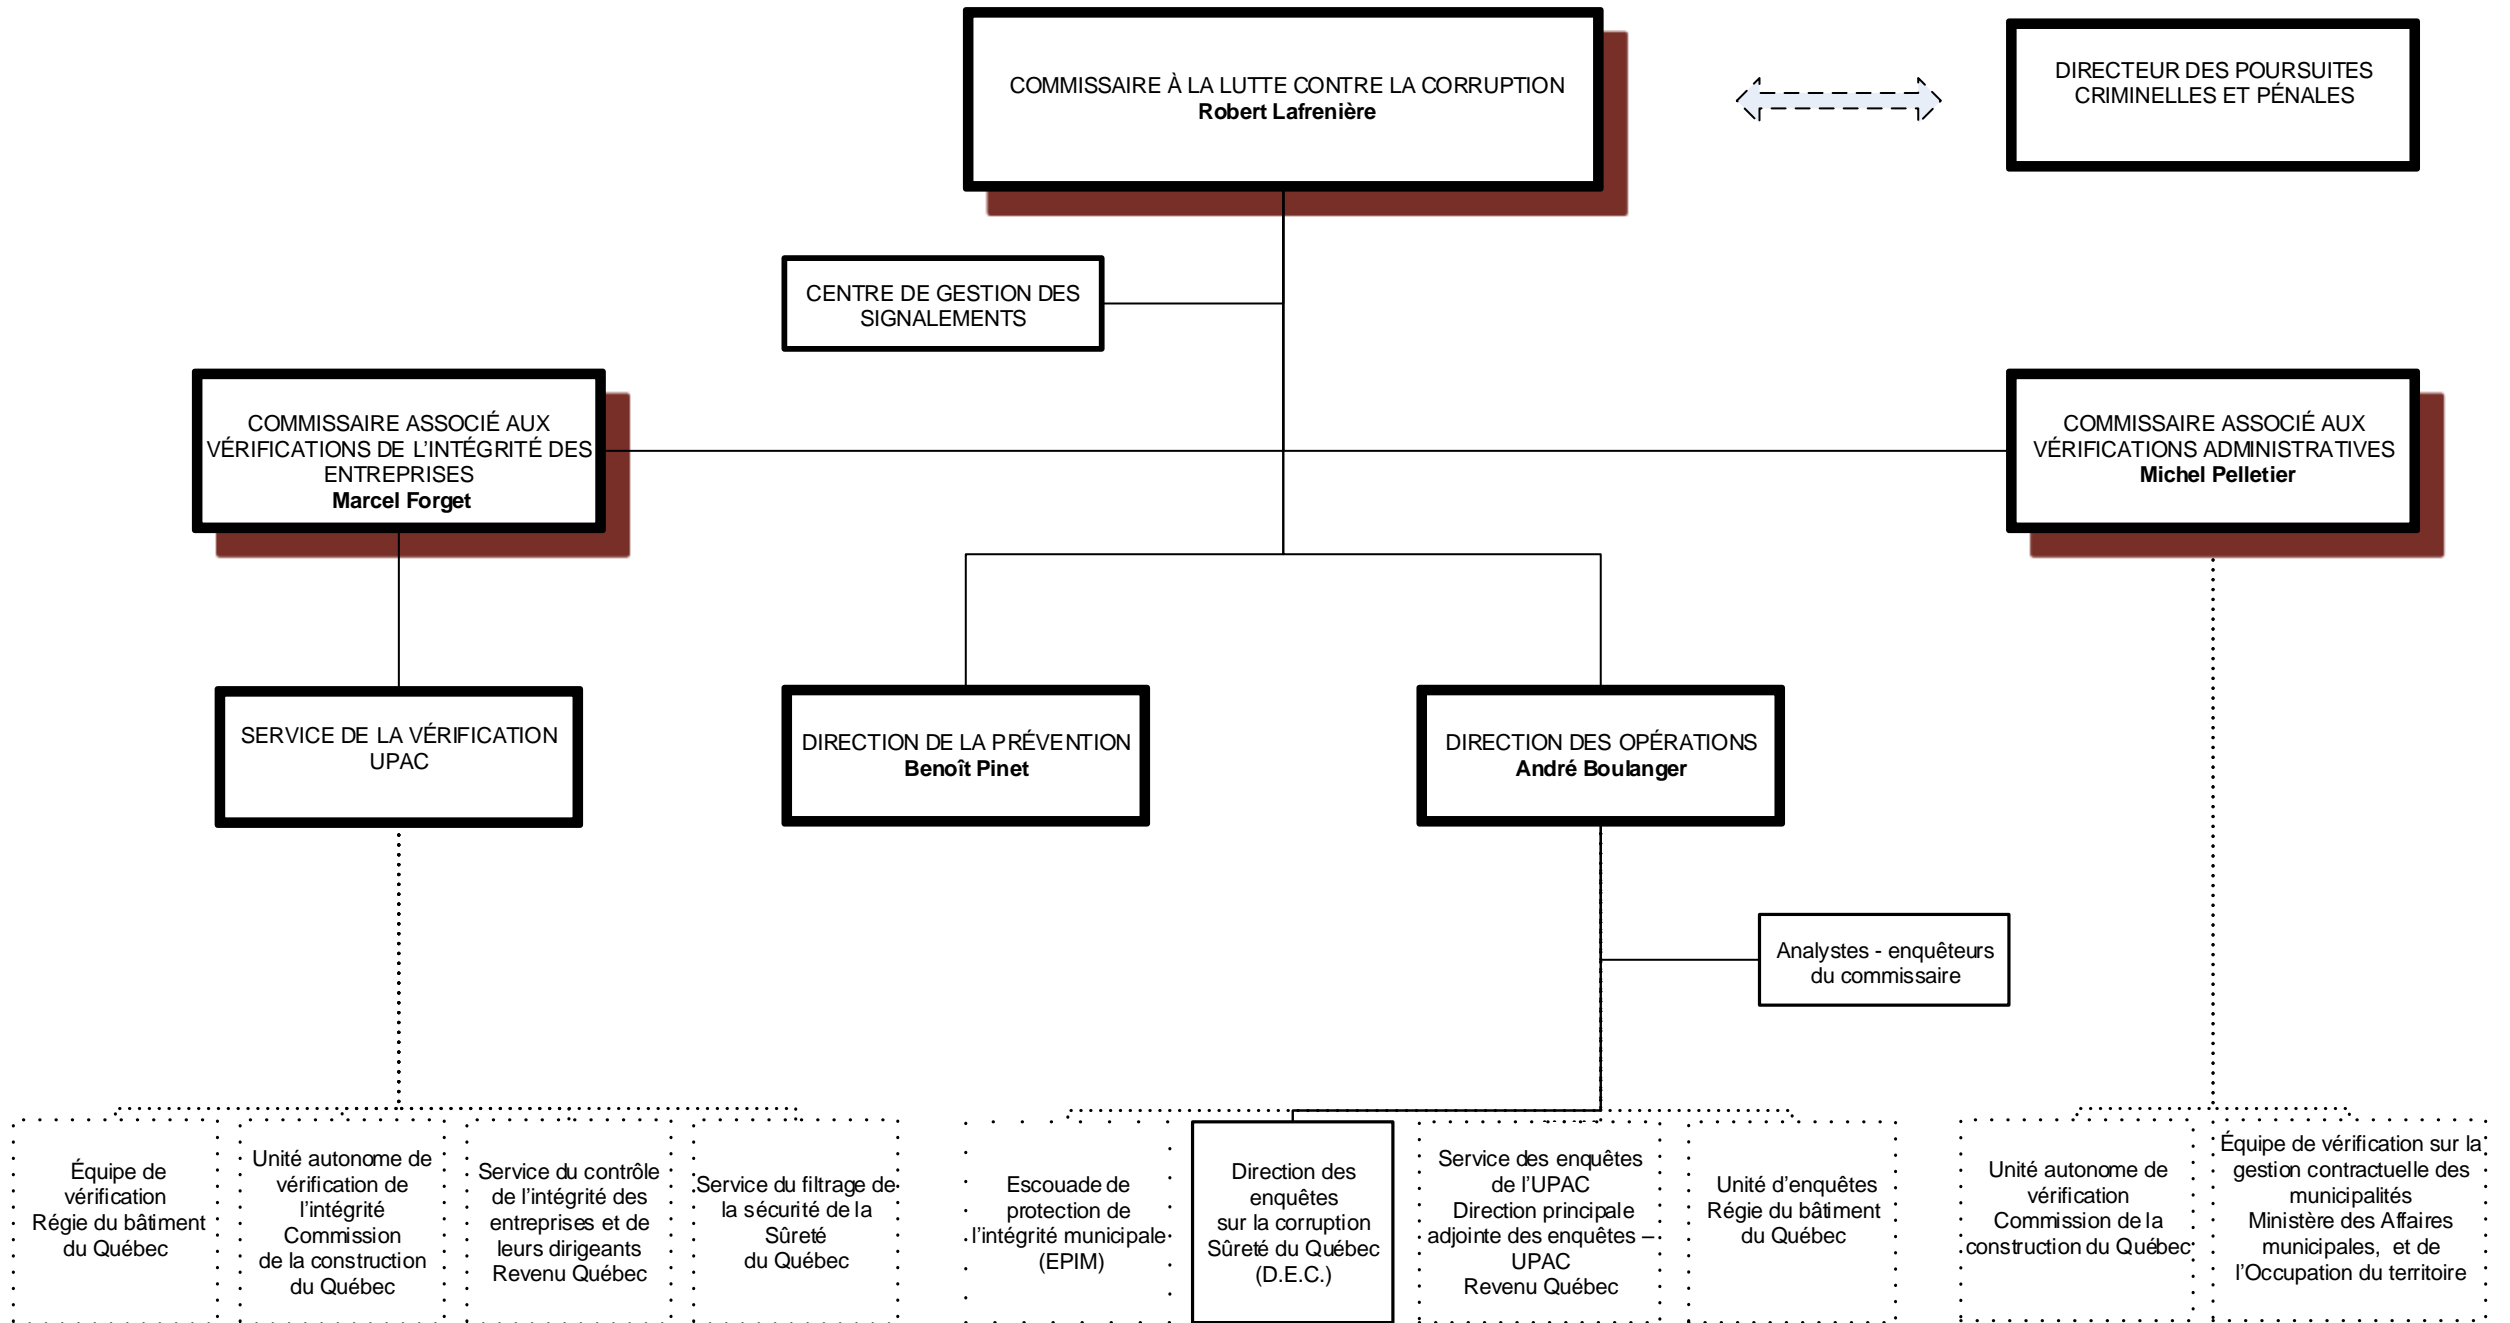 COMMISSAIRE À LA LUTTE CONTRE LA CORRUPTION
Robert Lafrenière
DIRECTEUR DES POURSUITES
CRIMINELLES ET PÉNALES
CENTRE DE GESTION DES
SIGNALEMENTS
COMMISSAIRE ASSOCIÉ AUX
VÉRIFICATIONS DE L’INTÉGRITÉ DES
ENTREPRISES
Marcel Forget
COMMISSAIRE ASSOCIÉ AUX
VÉRIFICATIONS ADMINISTRATIVES
Michel Pelletier
SERVICE DE LA VÉRIFICATION
UPAC
DIRECTION DE LA PRÉVENTION
Benoît Pinet
DIRECTION DES OPÉRATIONS
André Boulanger
Analystes - enquêteurs
du commissaire
Équipe de
vérification
Régie du bâtiment
du Québec
Unité autonome de
vérification de
l’intégrité
Commission
de la construction
du Québec
Service du contrôle
de l’intégrité des
entreprises et de
leurs dirigeants
Revenu Québec
Service du filtrage de
la sécurité de la
Sûreté
du Québec
Escouade de
protection de
l’intégrité municipale
(EPIM)
Direction des
enquêtes
sur la corruption
Sûreté du Québec
(D.E.C.)
Service des enquêtes
de l’UPAC
Direction principale
adjointe des enquêtes –
UPAC
Revenu Québec
Unité d’enquêtes
Régie du bâtiment
du Québec
Unité autonome de
vérification
Commission de la
construction du Québec
Équipe de vérification sur la
gestion contractuelle des
municipalités
Ministère des Affaires
municipales, et de
l’Occupation du territoire